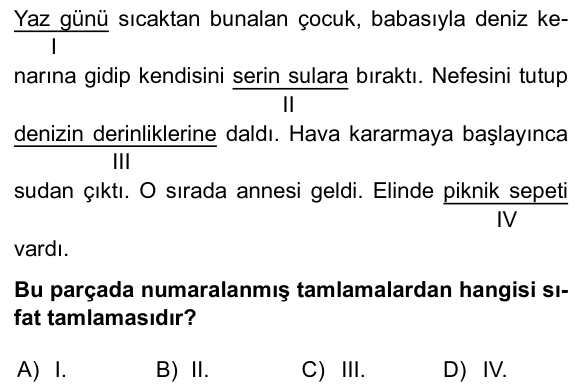 Yaz günü sıcaktan bunalan çocuk, babasıyla deniz ke-
I
narına gidip kendisini serin sulara bıraktı. Nefesini tutup
II
denizin derinliklerine daldı. Hava kararmaya başlayınca
III
sudan çıktı. O sırada annesi geldi. Elinde piknik sepeti
IV
vardı.
Bu parçada numaralanmış tamlamalardan hangisi sı-
fat tamlamasıdır?
A) I. B) II. C) III. D) IV.